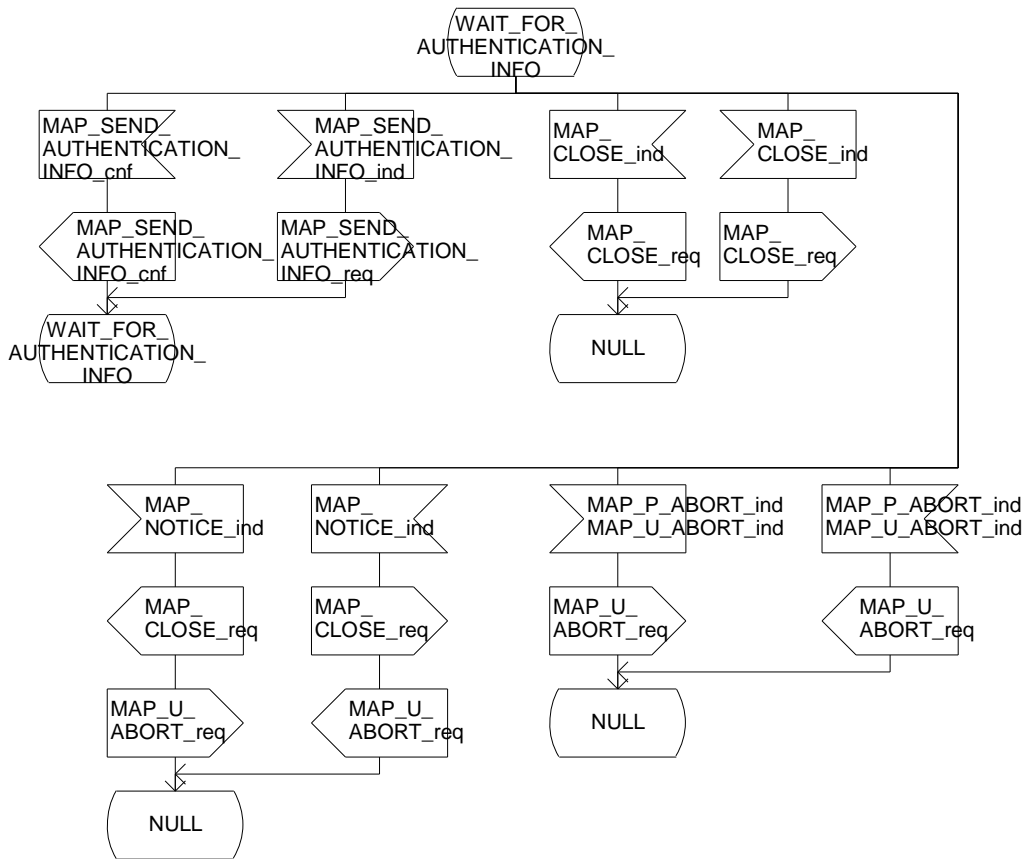 WAIT_FOR_
AUTHENTICATION_
INFO
MAP_SEND_
AUTHENTICATION_
INFO_cnf
MAP_SEND_
AUTHENTICATION_
INFO_ind
MAP_
CLOSE_ind
MAP_
CLOSE_ind
MAP_SEND_
AUTHENTICATION_
INFO_cnf
MAP_SEND_
AUTHENTICATION_
INFO_req
MAP_
CLOSE_req
MAP_
CLOSE_req
WAIT_FOR_
AUTHENTICATION_
INFO
NULL
MAP_
NOTICE_ind
MAP_
NOTICE_ind
MAP_P_ABORT_ind
MAP_U_ABORT_ind
MAP_P_ABORT_ind
MAP_U_ABORT_ind
MAP_
CLOSE_req
MAP_
CLOSE_req
MAP_U_
ABORT_req
MAP_U_
ABORT_req
MAP_U_
ABORT_req
MAP_U_
ABORT_req
NULL
NULL